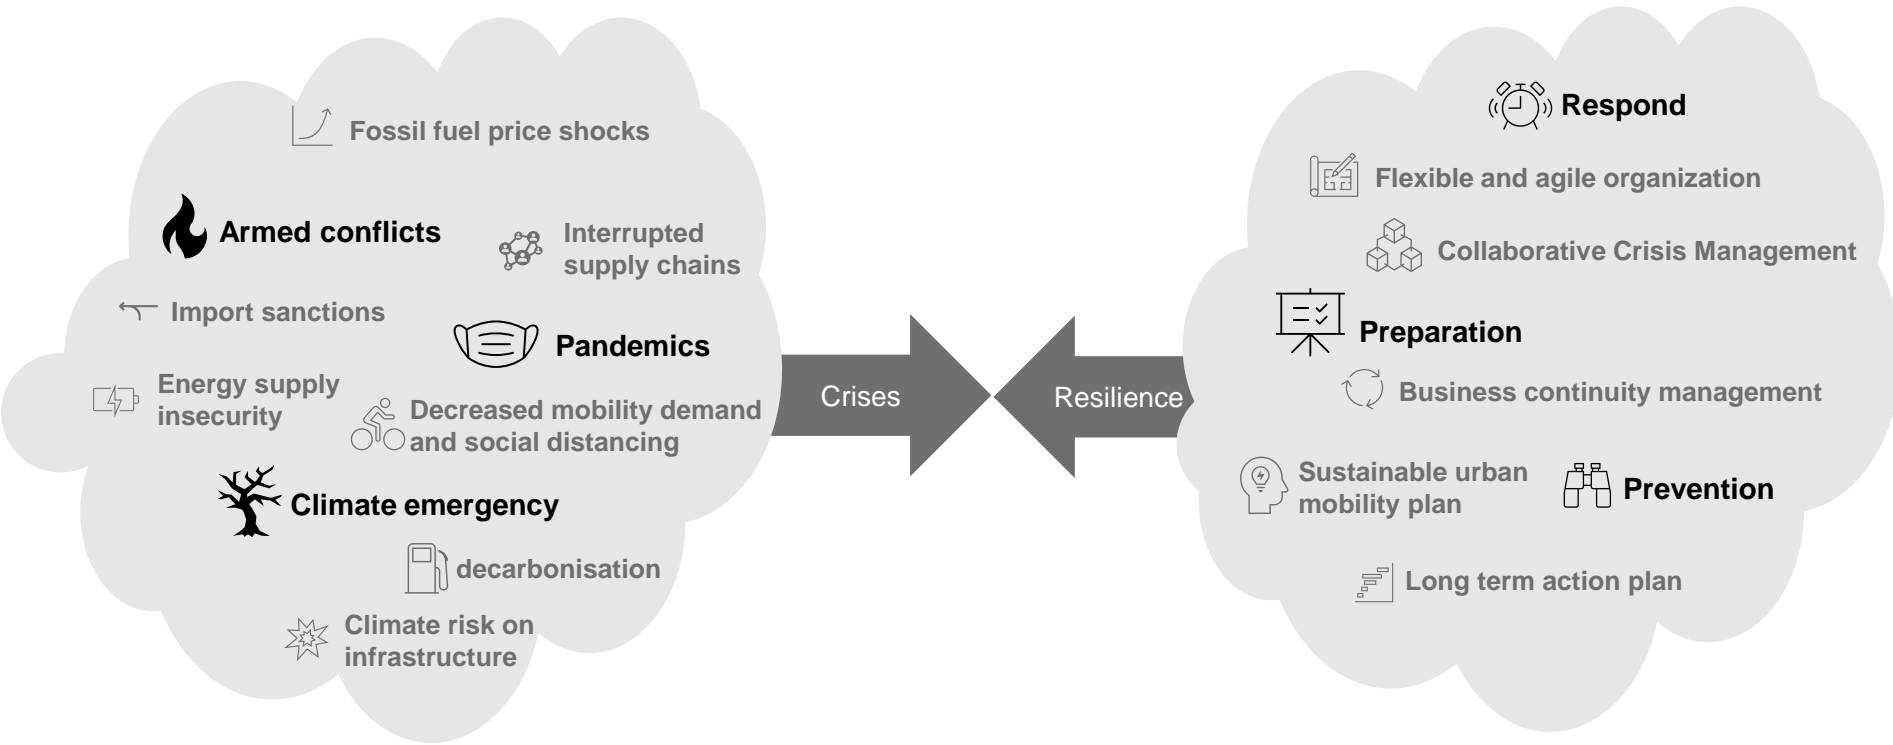 Fossil fuel price shocks
Armed conflicts
Interrupted
supply chains
Import sanctions
Pandemics
Energy supply
insecurity
Decreased mobility demand
and social distancing
Climate emergency
decarbonisation
Climate risk on
infrastructure
Crises
Resilience
Respond
Flexible and agile organization
Collaborative Crisis Management
Preparation
Business continuity management
Sustainable urban
mobility plan
Prevention
Long term action plan